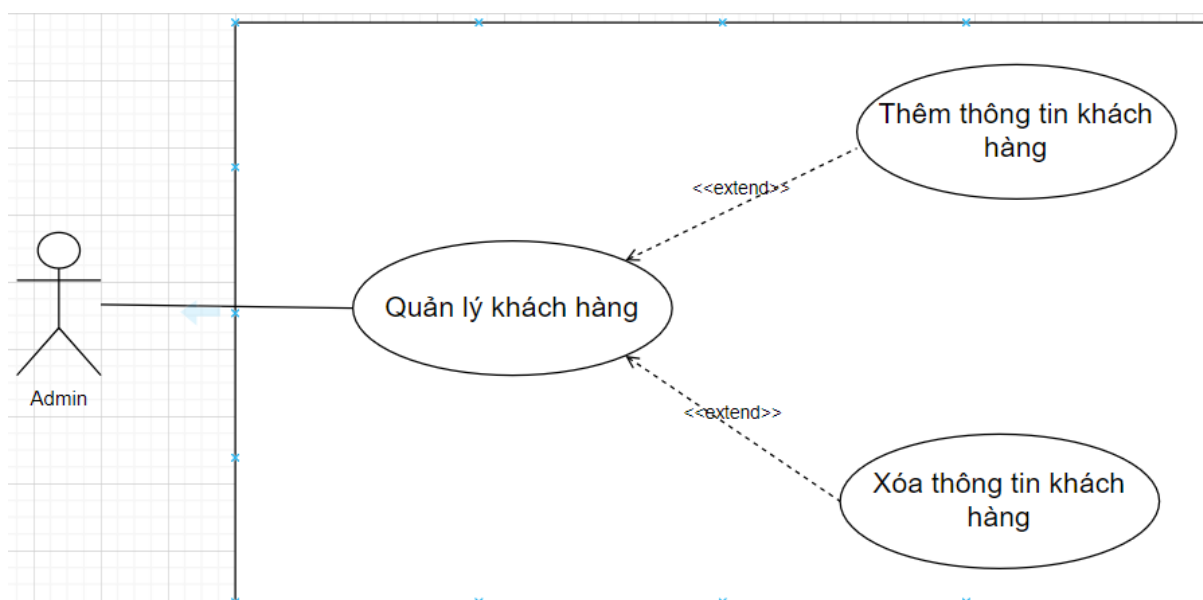 Thêm thông tin khách
hàng
<<extend>>
Quản lý khách hàng
Admin
<<extend>>
Xóa thông tin khách
hàng